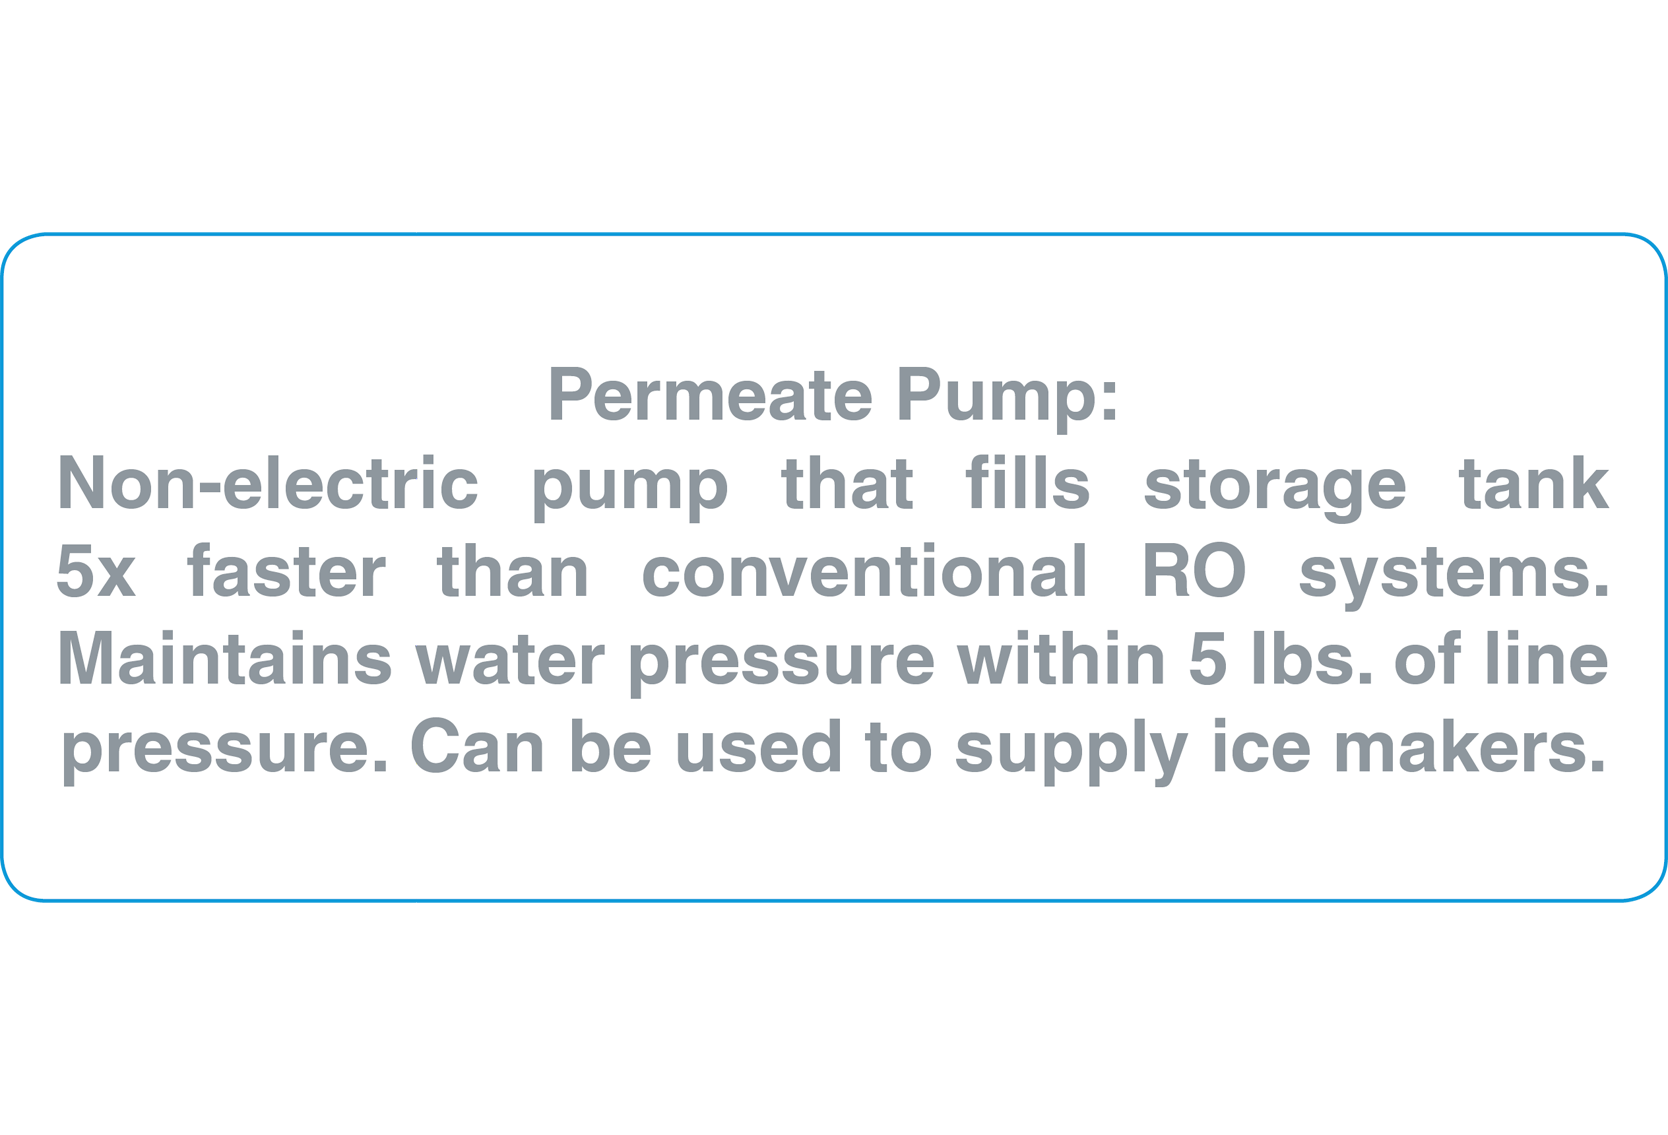 Permeate Pump:
Non-electric pump that fills storage tank
5x faster than conventional RO systems.
Maintains water pressure within 5 lbs. of line
pressure. Can be used to supply ice makers.